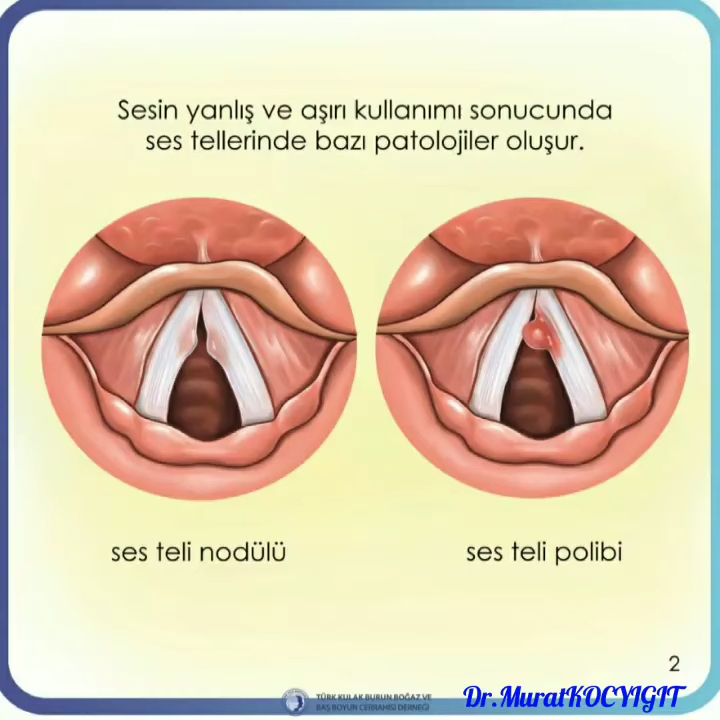 Sesin yanlış ve aşırı kullanımı sonucunda
ses tellerinde bazı patolojiler oluşur.
ses teli nodülü
ses teli polibi
2
TÜRK KULAK BURUN BOĞAZ VE
BAŞ BOYUN CERRAHİSİ DERNEĞİ
Dr.MuratKOCYIGIT